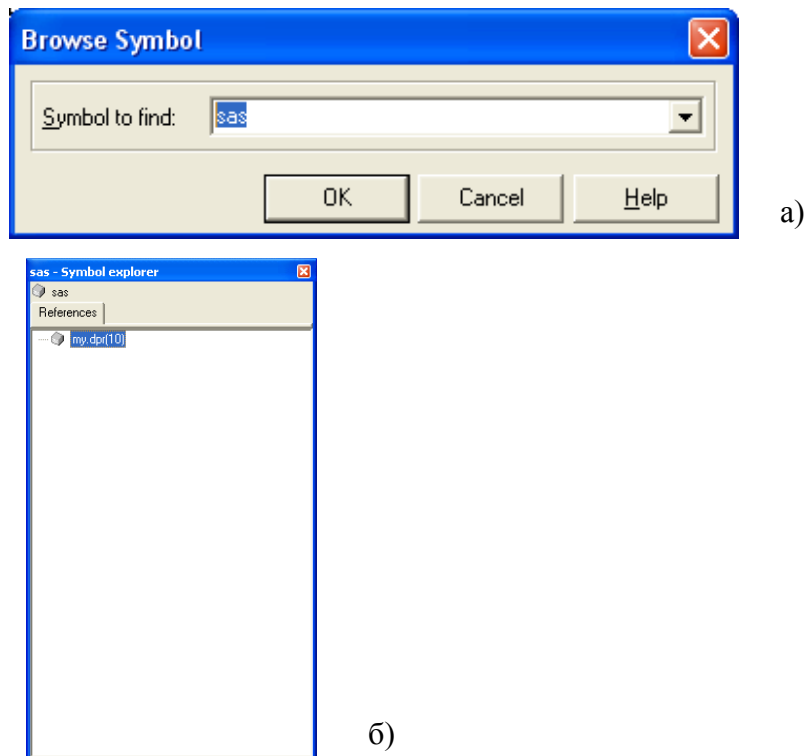 Browse Symbol
Symbol to find: sas
OK Cancel Help
а)
sas - Symbol explorer
sas
References
my.dpr(10)
б)